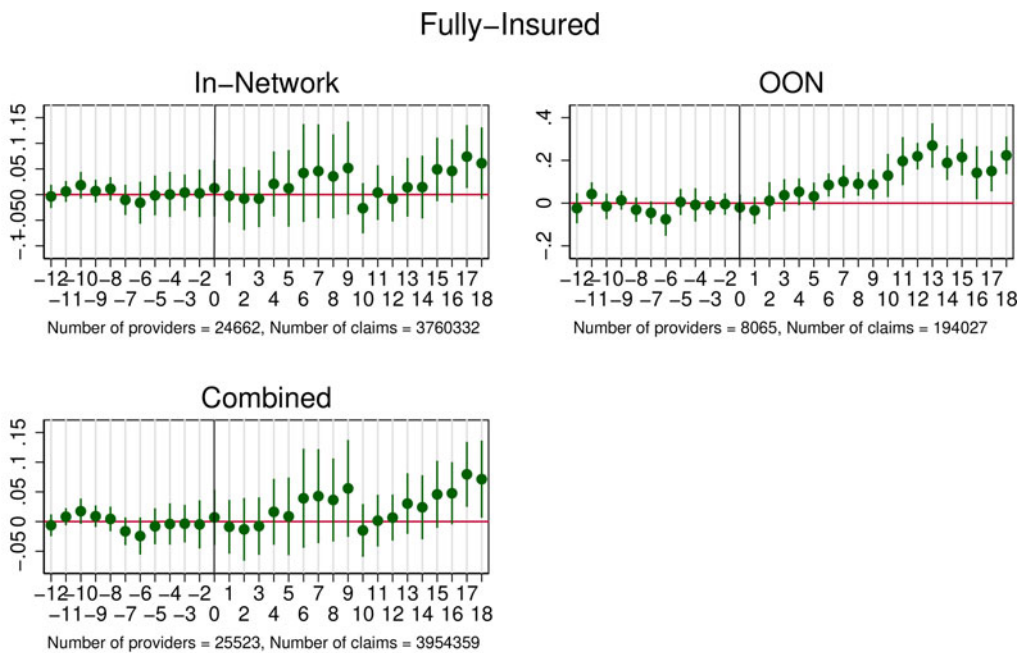 Fully-Insured
In-Network
.15
.1
.05
0
-.05
-.1
-12 -10 -8 -6 -4 -2 1 3 5 7 9 11 13 15 17
-11 -9 -7 -5 -3 0 2 4 6 8 10 12 14 16 18
Number of providers = 24662, Number of claims = 3760332
OON
.4
.2
0
-.2
-12 -10 -8 -6 -4 -2 1 3 5 7 9 11 13 15 17
-11 -9 -7 -5 -3 0 2 4 6 8 10 12 14 16 18
Number of providers = 8065, Number of claims = 194027
Combined
.15
.1
.05
0
-.05
-12 -10 -8 -6 -4 -2 1 3 5 7 9 11 13 15 17
-11 -9 -7 -5 -3 0 2 4 6 8 10 12 14 16 18
Number of providers = 25523, Number of claims = 3954359